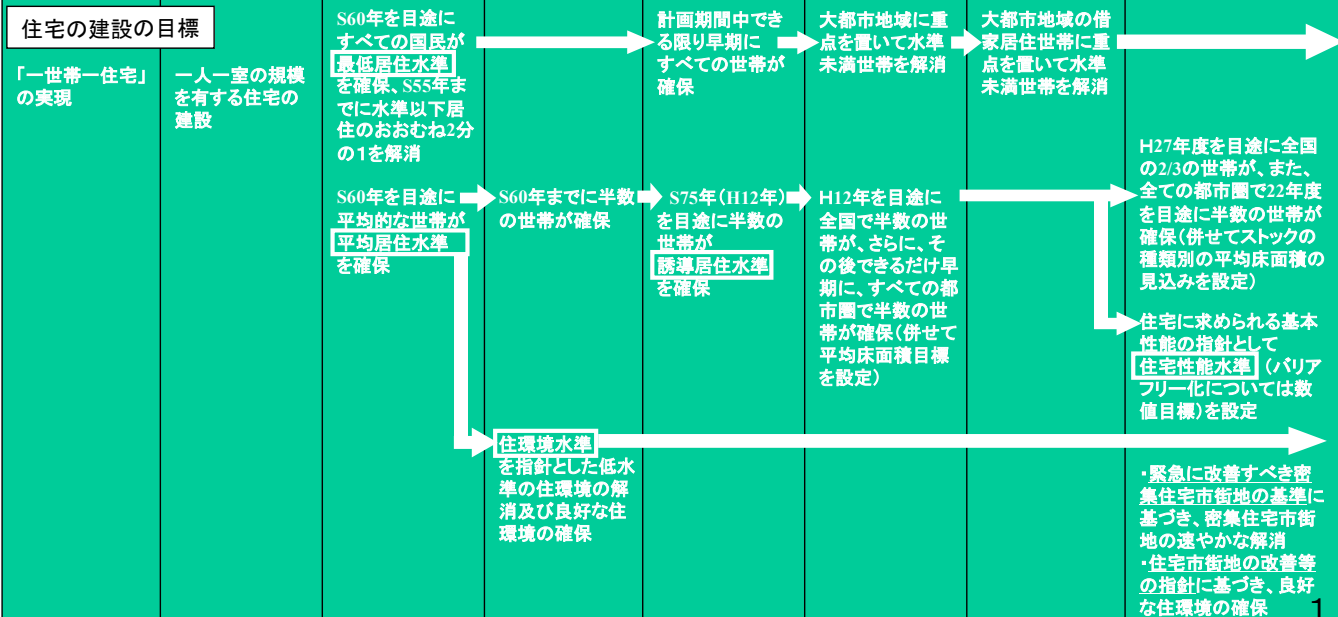 住宅の建設の目標
「一世帯一住宅」
の実現
一人一室の規模
を有する住宅の
建設
S60年を目途に
すべての国民が
最低居住水準
を確保、S55年ま
でに水準以下居
住のおおむね2分
の1を解消
計画期間中でき
る限り早期に
すべての世帯が
確保
大都市地域に重
点を置いて水準
未満世帯を解消
大都市地域の借
家居住世帯に重
点を置いて水準
未満世帯を解消
S60年を目途に
平均的な世帯が
平均居住水準
を確保
S60年までに半数
の世帯が確保
S75年(H12年)
を目途に半数の
世帯が
誘導居住水準
を確保
H12年を目途に
全国で半数の世
帯が、さらに、そ
の後できるだけ早
期に、すべての都
市圏で半数の世
帯が確保(併せて
平均床面積目標
を設定)
H27年度を目途に全国
の2/3の世帯が、また、
全ての都市圏で22年度
を目途に半数の世帯が
確保(併せてストックの
種類別の平均床面積の
見込みを設定)
住宅に求められる基本
性能の指針として
住宅性能水準 (バリア
フリー化については数
値目標)を設定
住環境水準
を指針とした低水
準の住環境の解
消及び良好な住
環境の確保
・緊急に改善すべき密
集住宅市街地の基準に
基づき、密集住宅市街
地の速やかな解消
・住宅市街地の改善等
の指針に基づき、良好
な住環境の確保
1